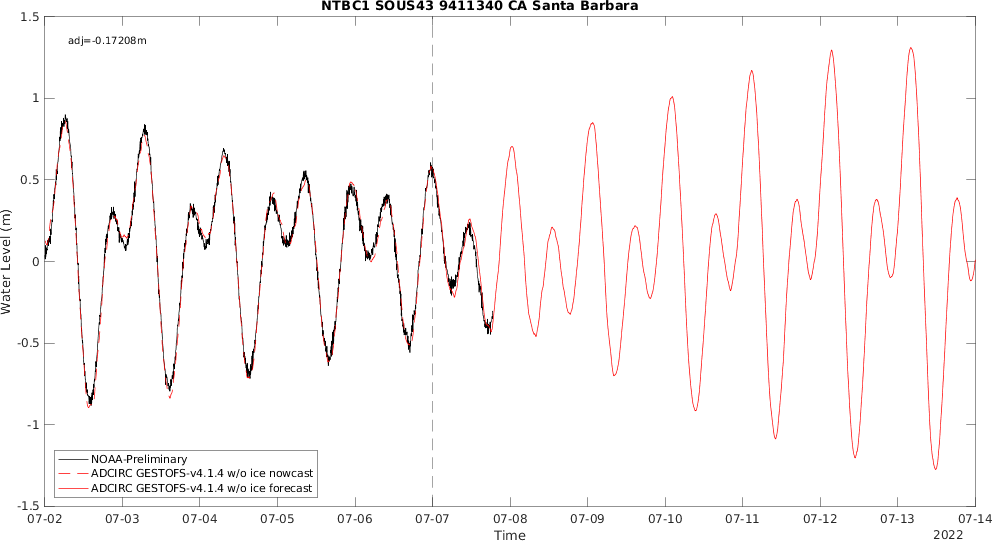 NTBC1 SOUS43 9411340 CA Santa Barbara
adj=-0.17208m
1.5
1
0.5
0
-0.5
-1
-1.5
Water Level (m)
NOAA-Preliminary
ADCIRC GESTOFS-v4.1.4 w/o ice nowcast
ADCIRC GESTOFS-v4.1.4 w/o ice forecast
07-02 07-03 07-04 07-05 07-06 07-07 07-08 07-09 07-10 07-11 07-12 07-13 07-14
Time
2022